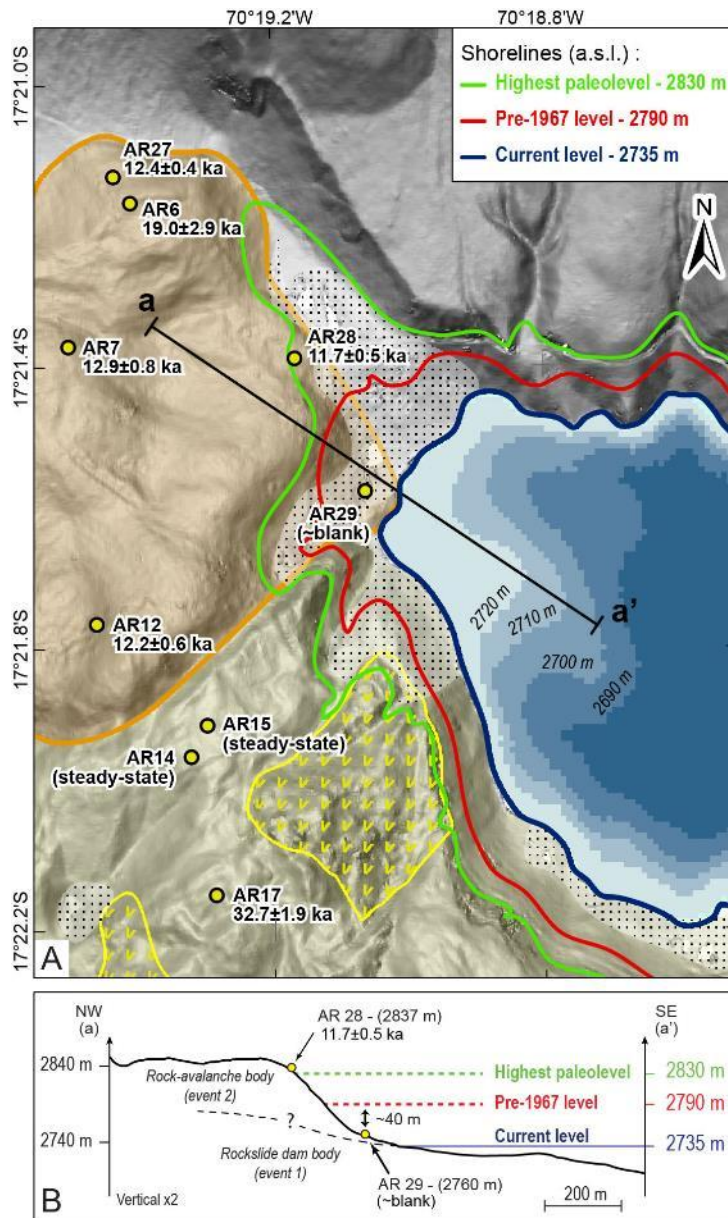 70°19.2'W
70°18.8'W
Shorelines (a.s.l.) :
Highest paleolevel - 2830 m
Pre-1967 level - 2790 m
Current level - 2735 m
17°21.0'S
17°21.4'S
17°21.8'S
17°22.2'S
N
AR27
12.4±0.4 ka
AR6
19.0±2.9 ka
a
AR7
12.9±0.8 ka
AR28
11.7±0.5 ka
AR29
(~blank)
AR12
12.2±0.6 ka
a'
2720 m
2710 m
2700 m
2690 m
AR15
(steady-state)
AR14
(steady-state)
AR17
32.7±1.9 ka
A
NW
(a)
AR 28 - (2837 m)
11.7±0.5 ka
SE
(a')
2840 m
2740 m
Rock-avalanche body
(event 2)
Highest paleolevel
2830 m
Pre-1967 level
2790 m
~40 m
?
Current level
2735 m
Rockslide dam body
(event 1)
AR 29 - (2760 m)
(~blank)
B
Vertical x2
200 m